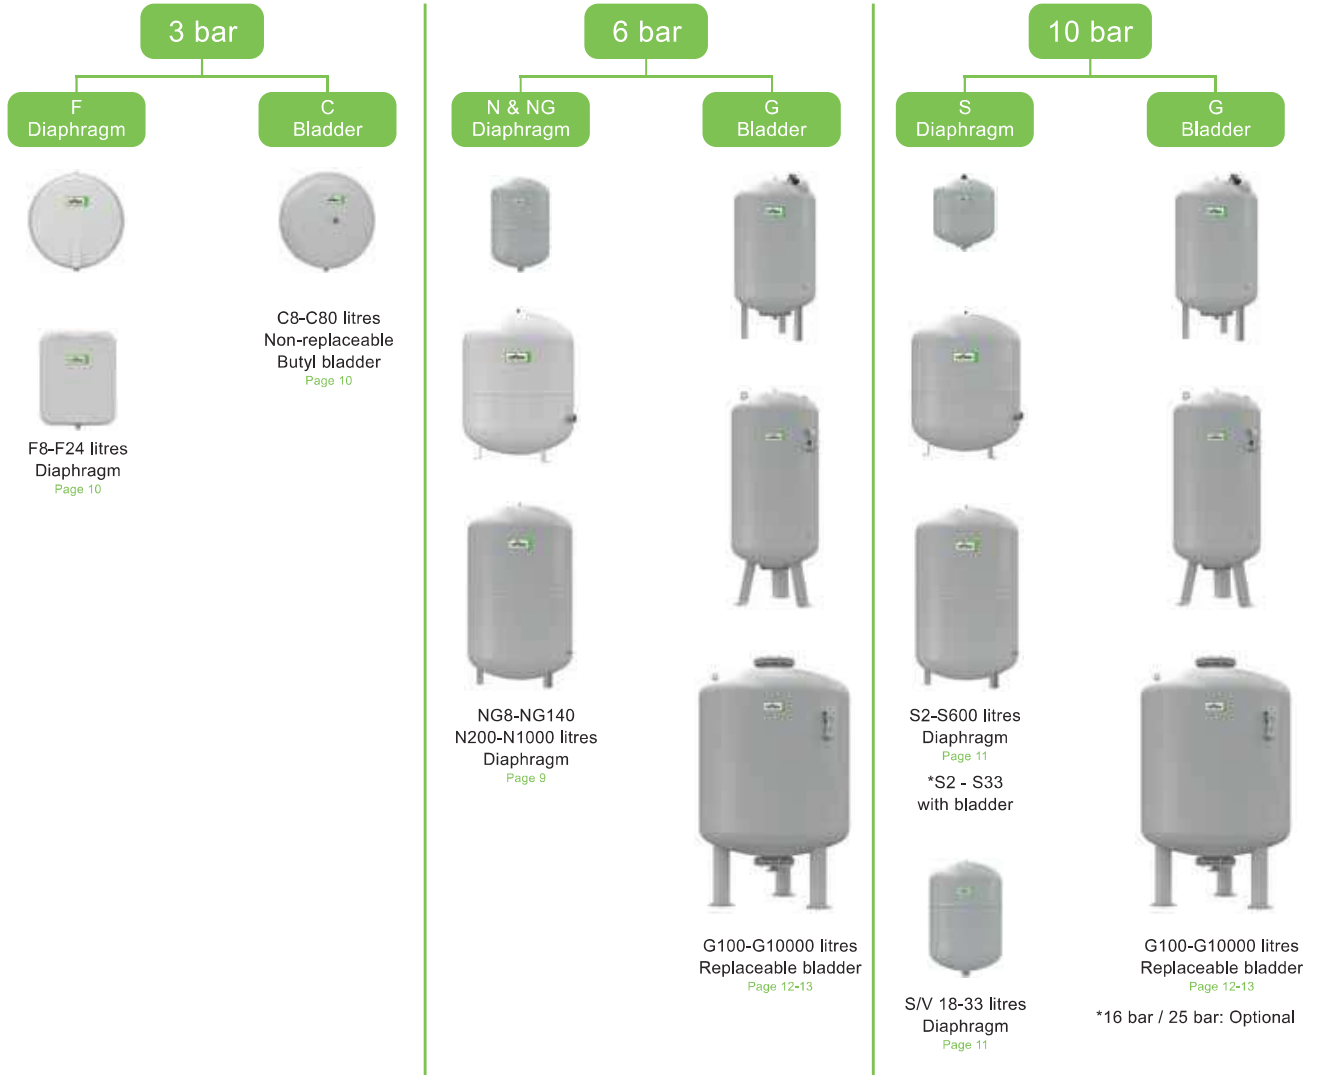 3 bar
F
Diaphragm
C
Bladder
F8-F24 litres
Diaphragm
Page 10
C8-C80 litres
Non-replaceable
Butyl bladder
Page 10
6 bar
N & NG
Diaphragm
G
Bladder
NG8-NG140
N200-N1000 litres
Diaphragm
Page 9
G100-G10000 litres
Replaceable bladder
Page 12-13
10 bar
S
Diaphragm
G
Bladder
S2-S600 litres
Diaphragm
Page 11
*S2 - S33
with bladder
S/V 18-33 litres
Diaphragm
Page 11
G100-G10000 litres
Replaceable bladder
Page 12-13
*16 bar / 25 bar: Optional